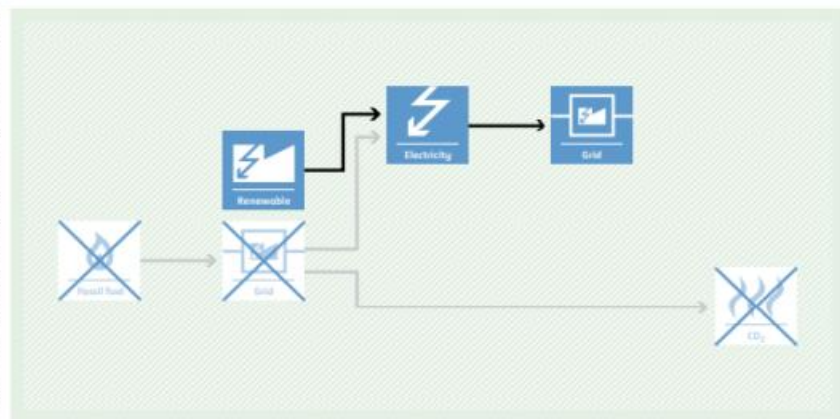 Electricity
Grid
Renewable
Fossil fuel
Grid
CO₂